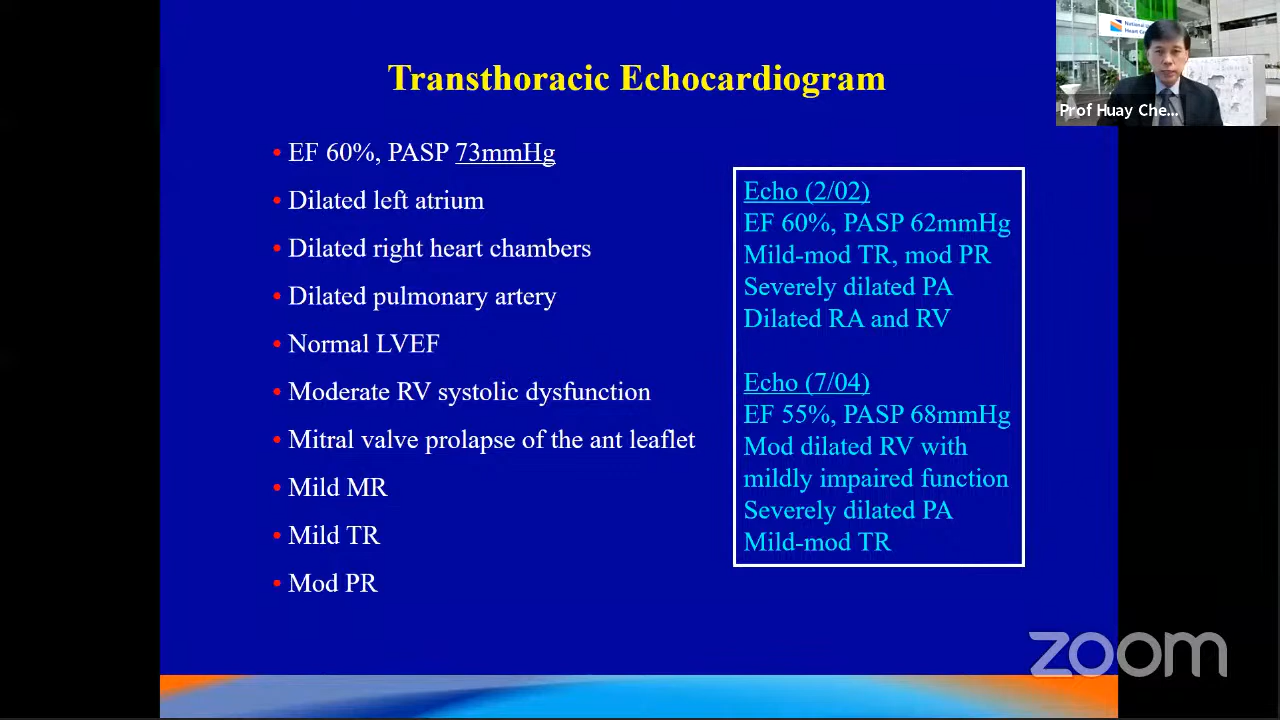 Transthoracic Echocardiogram
• EF 60%, PASP 73mmHg
• Dilated left atrium
• Dilated right heart chambers
• Dilated pulmonary artery
• Normal LVEF
• Moderate RV systolic dysfunction
• Mitral valve prolapse of the ant leaflet
• Mild MR
• Mild TR
• Mod PR
Echo (2/02)
EF 60%, PASP 62mmHg
Mild-mod TR, mod PR
Severely dilated PA
Dilated RA and RV
Echo (7/04)
EF 55%, PASP 68mmHg
Mod dilated RV with
mildly impaired function
Severely dilated PA
Mild-mod TR
National
Heart
Prof Huay Che...
zoom